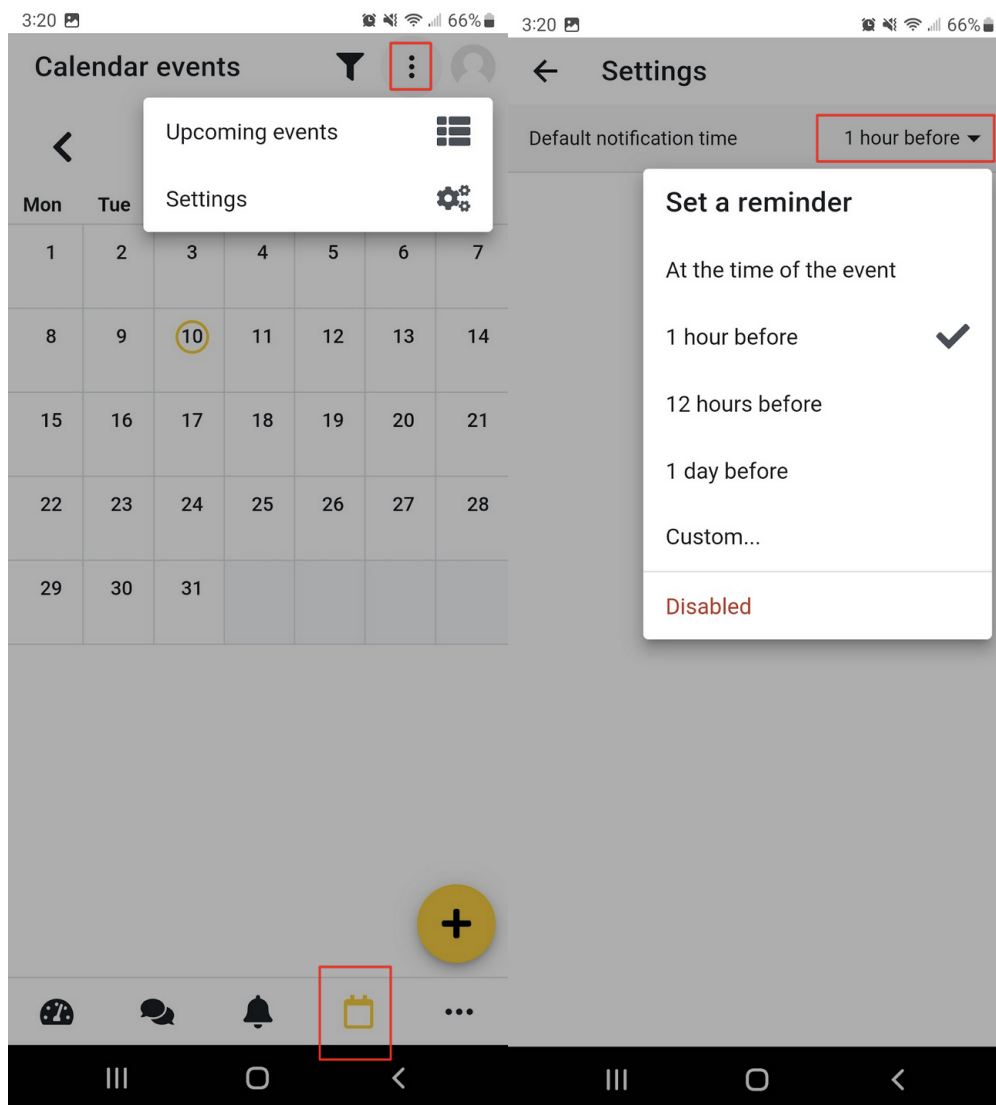 3:20
66%
Calendar events
Upcoming events
Settings
Mon Tue
1 2 3 4 5 6 7
8 9 10 11 12 13 14
15 16 17 18 19 20 21
22 23 24 25 26 27 28
29 30 31
3:20
66%
Settings
Default notification time
1 hour before
Set a reminder
At the time of the event
1 hour before
12 hours before
1 day before
Custom...
Disabled